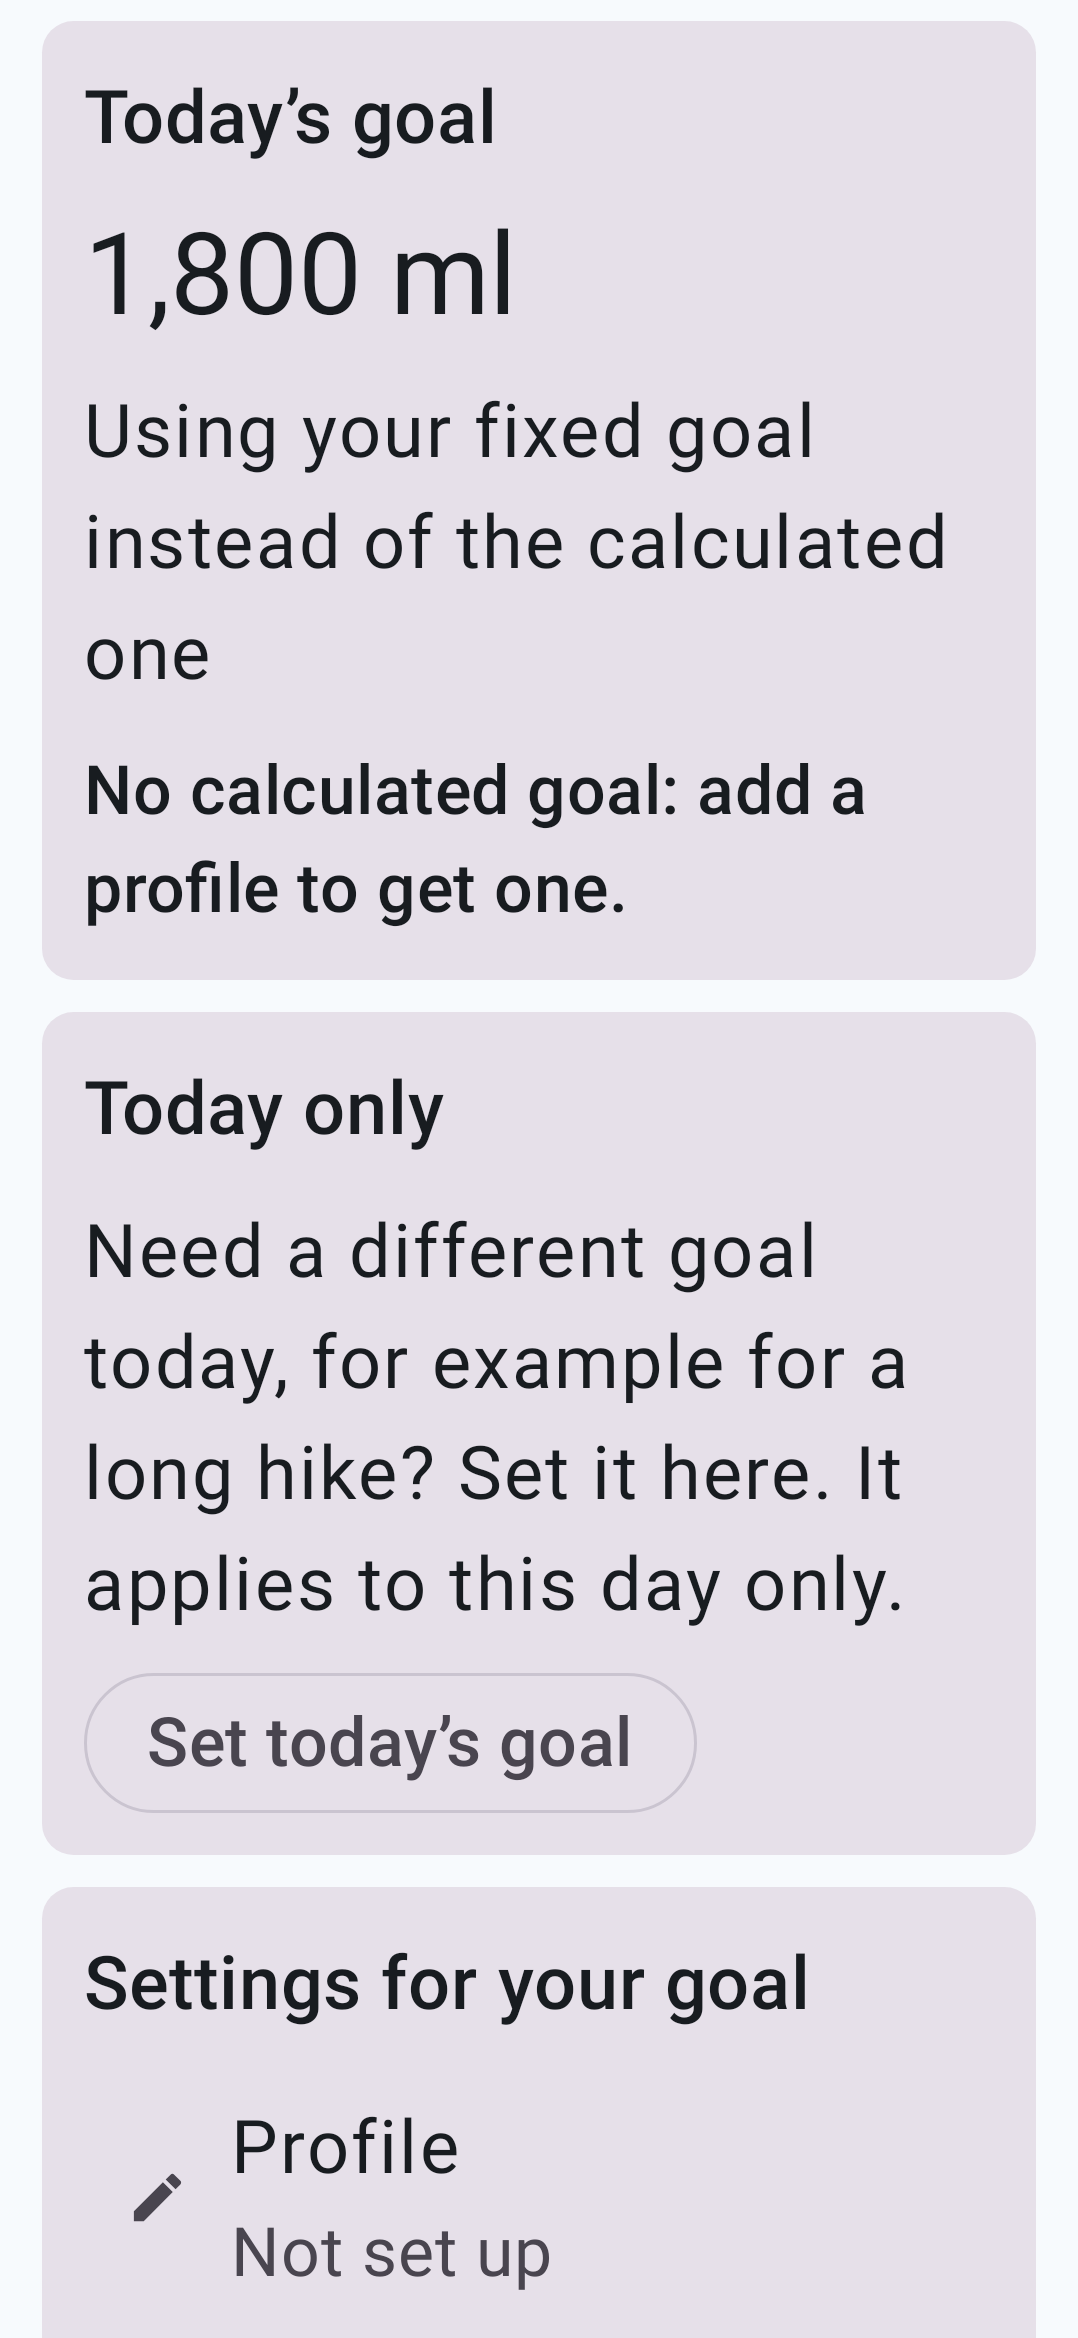 Today’s goal
1,800 ml
Using your fixed goal
instead of the calculated
one
No calculated goal: add a
profile to get one.
Today only
Need a different goal
today, for example for a
long hike? Set it here. It
applies to this day only.
Set today’s goal
Settings for your goal
Profile
Not set up